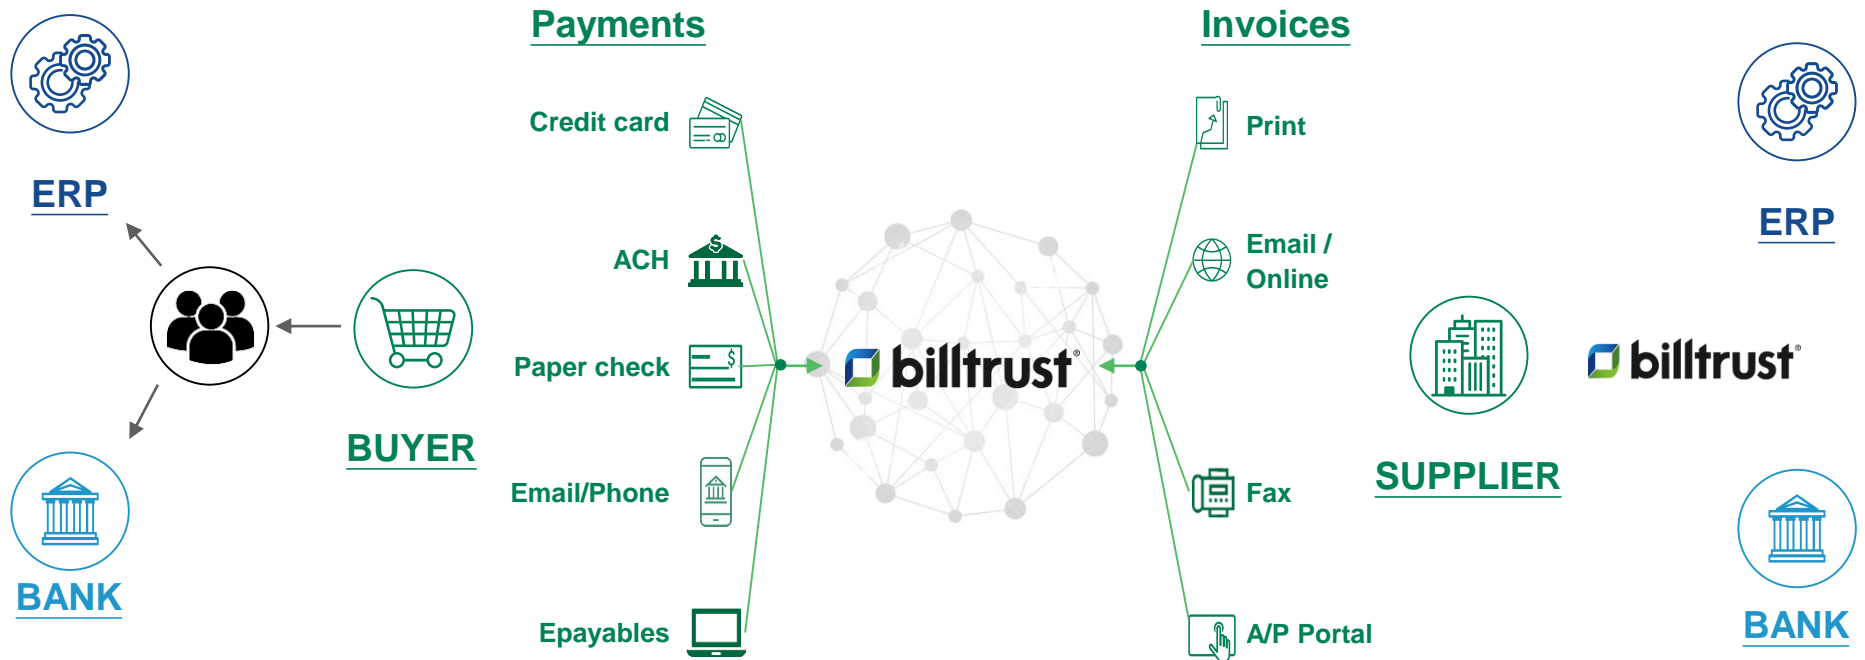 Payments
Invoices
Credit card
Print
ERP
ERP
ACH
Email /
Online
billtrust®
billtrust®
Paper check
BUYER
SUPPLIER
Email/Phone
Fax
BANK
BANK
Epayables
A/P Portal